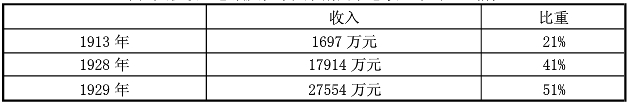 收入 比重
1913 年 1697 万元 21%
1928 年 17914 万元 41%
1929 年 27554 万元 51%